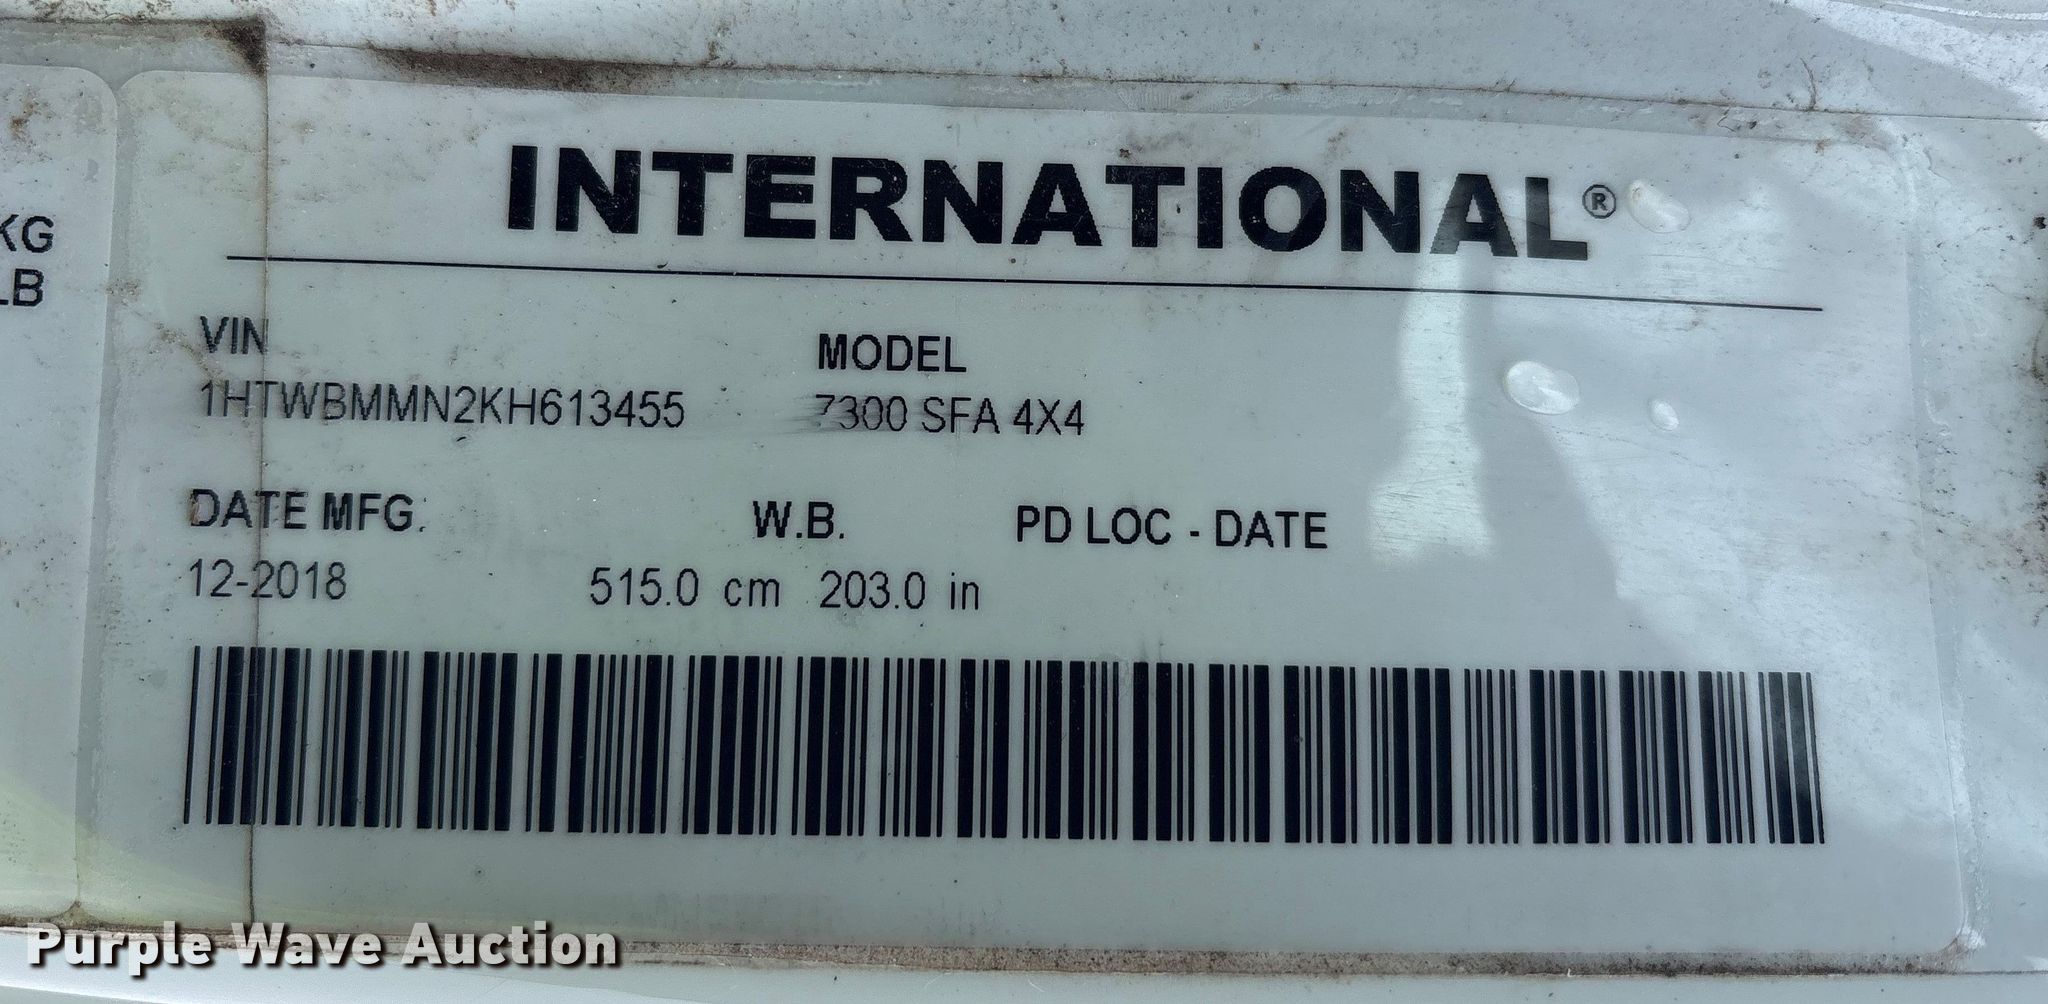 INTERNATIONAL®
KG
LB
VIN
1HTWBMMN2KH613455
MODEL
7300 SFA 4X4
DATE MFG.
12-2018
W.B.
515.0 cm 203.0 in
PD LOC - DATE
Purple Wave Auction